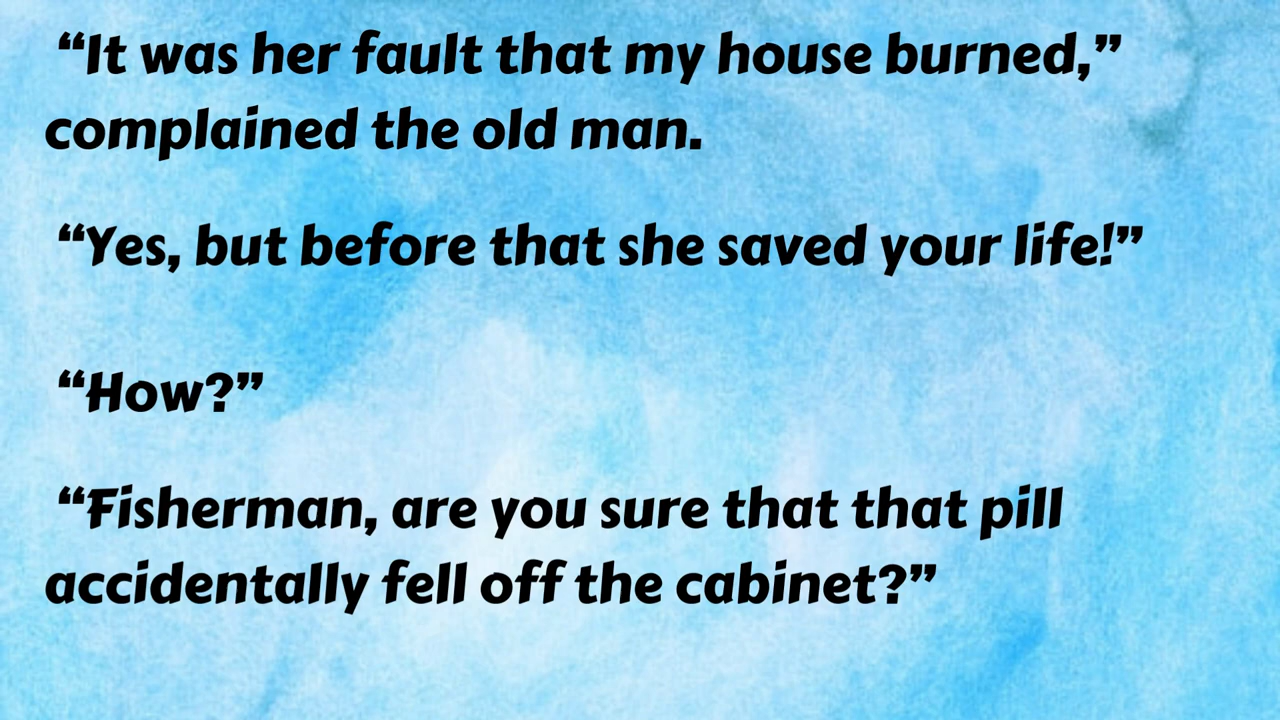 “It was her fault that my house burned,”
complained the old man.
“Yes, but before that she saved your life!”
“How?”
“Fisherman, are you sure that that pill
accidentally fell off the cabinet?”